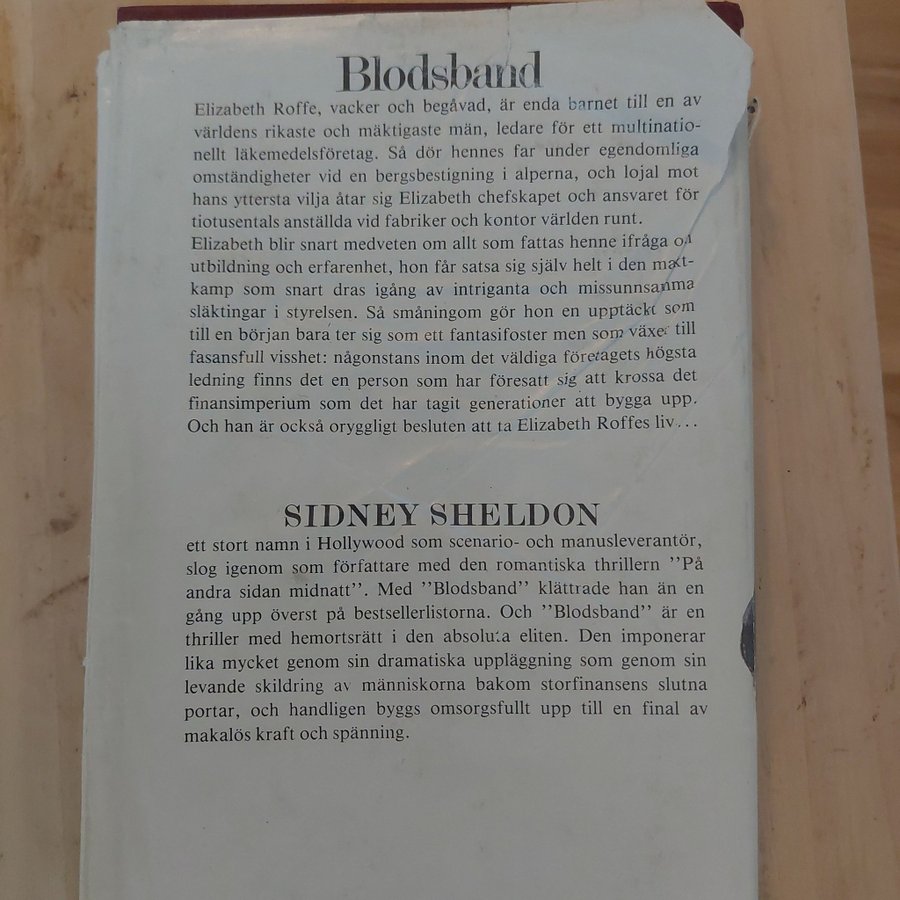 Blodsband
Elizabeth Roffe, vacker och begåvad, är enda barnet till en av
världens rikaste och mäktigaste män, ledare för ett multinatio-
nellt läkemedelsföretag. Så dör hennes far under egendomliga
omständigheter vid en bergsbestigning i alperna, och lojal mot
hans yttersta vilja åtar sig Elizabeth chefskapet och ansvaret för
tiotusentals anställda vid fabriker och kontor världen runt.
Elizabeth blir snart medveten om allt som fattas henne ifråga om
utbildning och erfarenhet, hon får satsa sig själv helt i den makt-
kamp som snart dras igång av intriganta och missunnsamma
släktingar i styrelsen. Så småningom gör hon en upptäckt som
till en början bara ter sig som ett fantasifoster men som växer till
fasansfull visshet: någonstans inom det väldiga företagets högsta
ledning finns det en person som har föresatt sig att krossa det
finansimperium som det har tagit generationer att bygga upp.
Och han är också oryggligt besluten att ta Elizabeth Roffes liv...
SIDNEY SHELDON
ett stort namn i Hollywood som scenario- och manusleverantör,
slog igenom som författare med den romantiska thrillern ”På
andra sidan midnatt”. Med ”Blodsband” klättrade han än en
gång upp överst på bestsellerlistorna. Och ”Blodsband” är en
thriller med hemortsrätt i den absoluta eliten. Den imponerar
lika mycket genom sin dramatiska uppläggning som genom sin
levande skildring av människorna bakom storfinansens slutna
portar, och handligen byggs omsorgsfullt upp till en final av
makalös kraft och spänning.